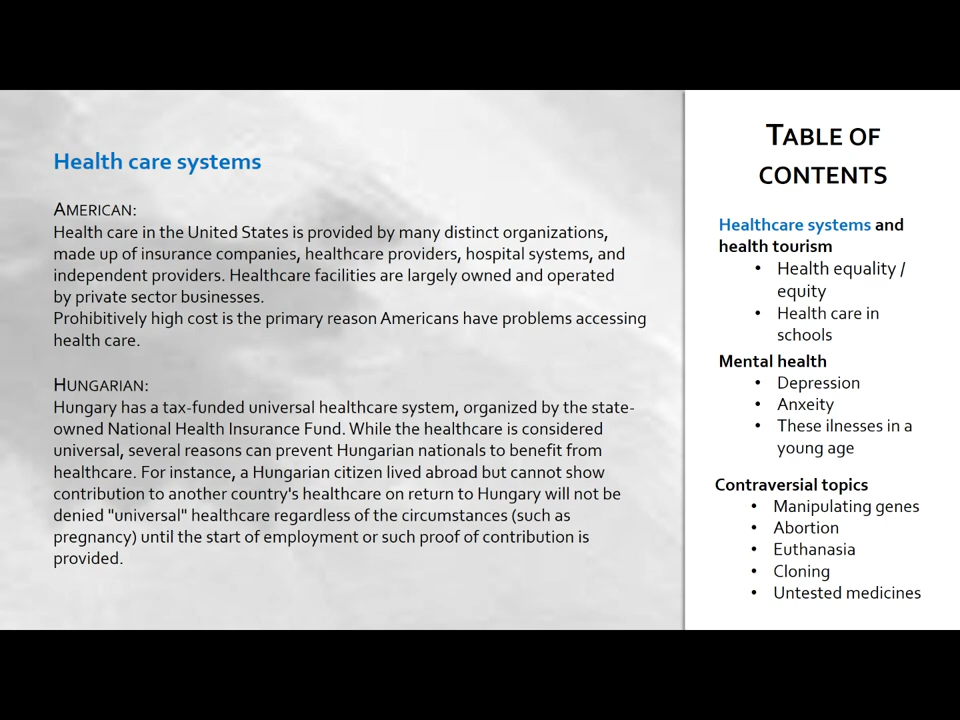 Health care systems
AMERICAN:
Health care in the United States is provided by many distinct organizations,
made up of insurance companies, healthcare providers, hospital systems, and
independent providers. Healthcare facilities are largely owned and operated
by private sector businesses.
Prohibitively high cost is the primary reason Americans have problems accessing
health care.
HUNGARIAN:
Hungary has a tax-funded universal healthcare system, organized by the state-
owned National Health Insurance Fund. While the healthcare is considered
universal, several reasons can prevent Hungarian nationals to benefit from
healthcare. For instance, a Hungarian citizen lived abroad but cannot show
contribution to another country's healthcare on return to Hungary will not be
denied "universal" healthcare regardless of the circumstances (such as
pregnancy) until the start of employment or such proof of contribution is
provided.
TABLE OF
CONTENTS
Healthcare systems and
health tourism
• Health equality /
equity
• Health care in
schools
Mental health
• Depression
• Anxeity
• These ilnesses in a
young age
Contraversial topics
• Manipulating genes
• Abortion
• Euthanasia
• Cloning
• Untested medicines